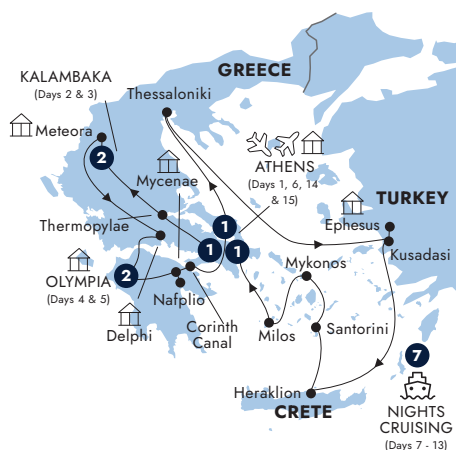 GREECE
KALAMBAKA
(Days 2 & 3)
Thessaloniki
Meteora
2
Mycenae
ATHENS
(Days 1, 6, 14
& 15)
TURKEY
Thermopylae
1
1
1
Ephesus
Kusadasi
OLYMPIA
(Days 4 & 5)
2
Mykonos
Nafplio
Delphi
Corinth
Canal
Milos
Santorini
7
Heraklion
CRETE
NIGHTS
CRUISING
(Days 7 - 13)